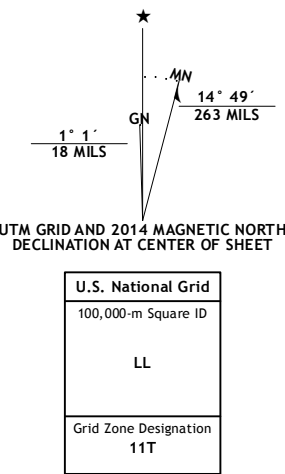 ★
MN
GN
14° 49´
263 MILS
1° 1´
18 MILS
UTM GRID AND 2014 MAGNETIC NORTH
DECLINATION AT CENTER OF SHEET
U.S. National Grid
100,000-m Square ID
LL
Grid Zone Designation
11T